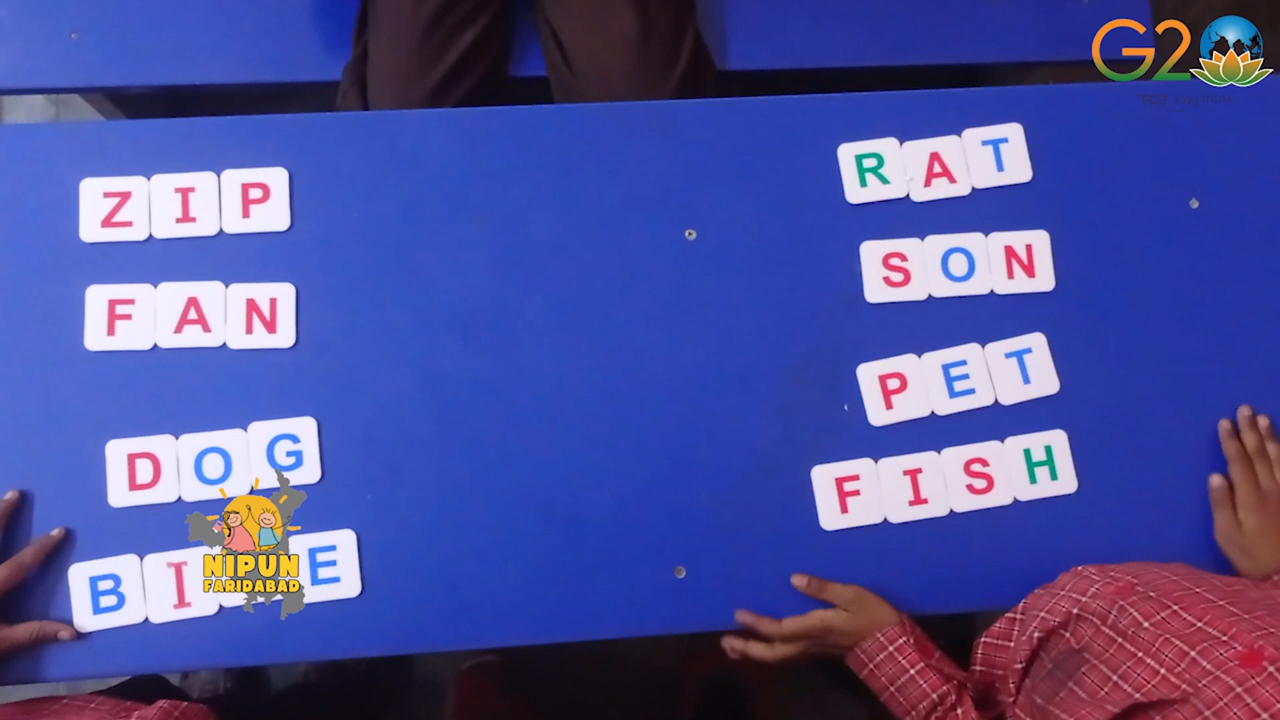 G20
ZIP
FAN
DOG
RAT
SON
PET
FISH
NIPUN
FARIDABAD